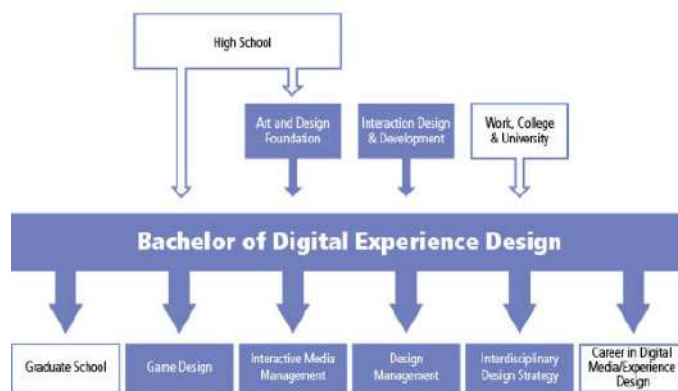 High School
Art and Design
Foundation
Interaction Design
& Development
Work, College
& University
Bachelor of Digital Experience Design
Graduate School
Game Design
Interactive Media
Management
Design
Management
Interdisciplinary
Design Strategy
Career in Digital
Media/Experience
Design